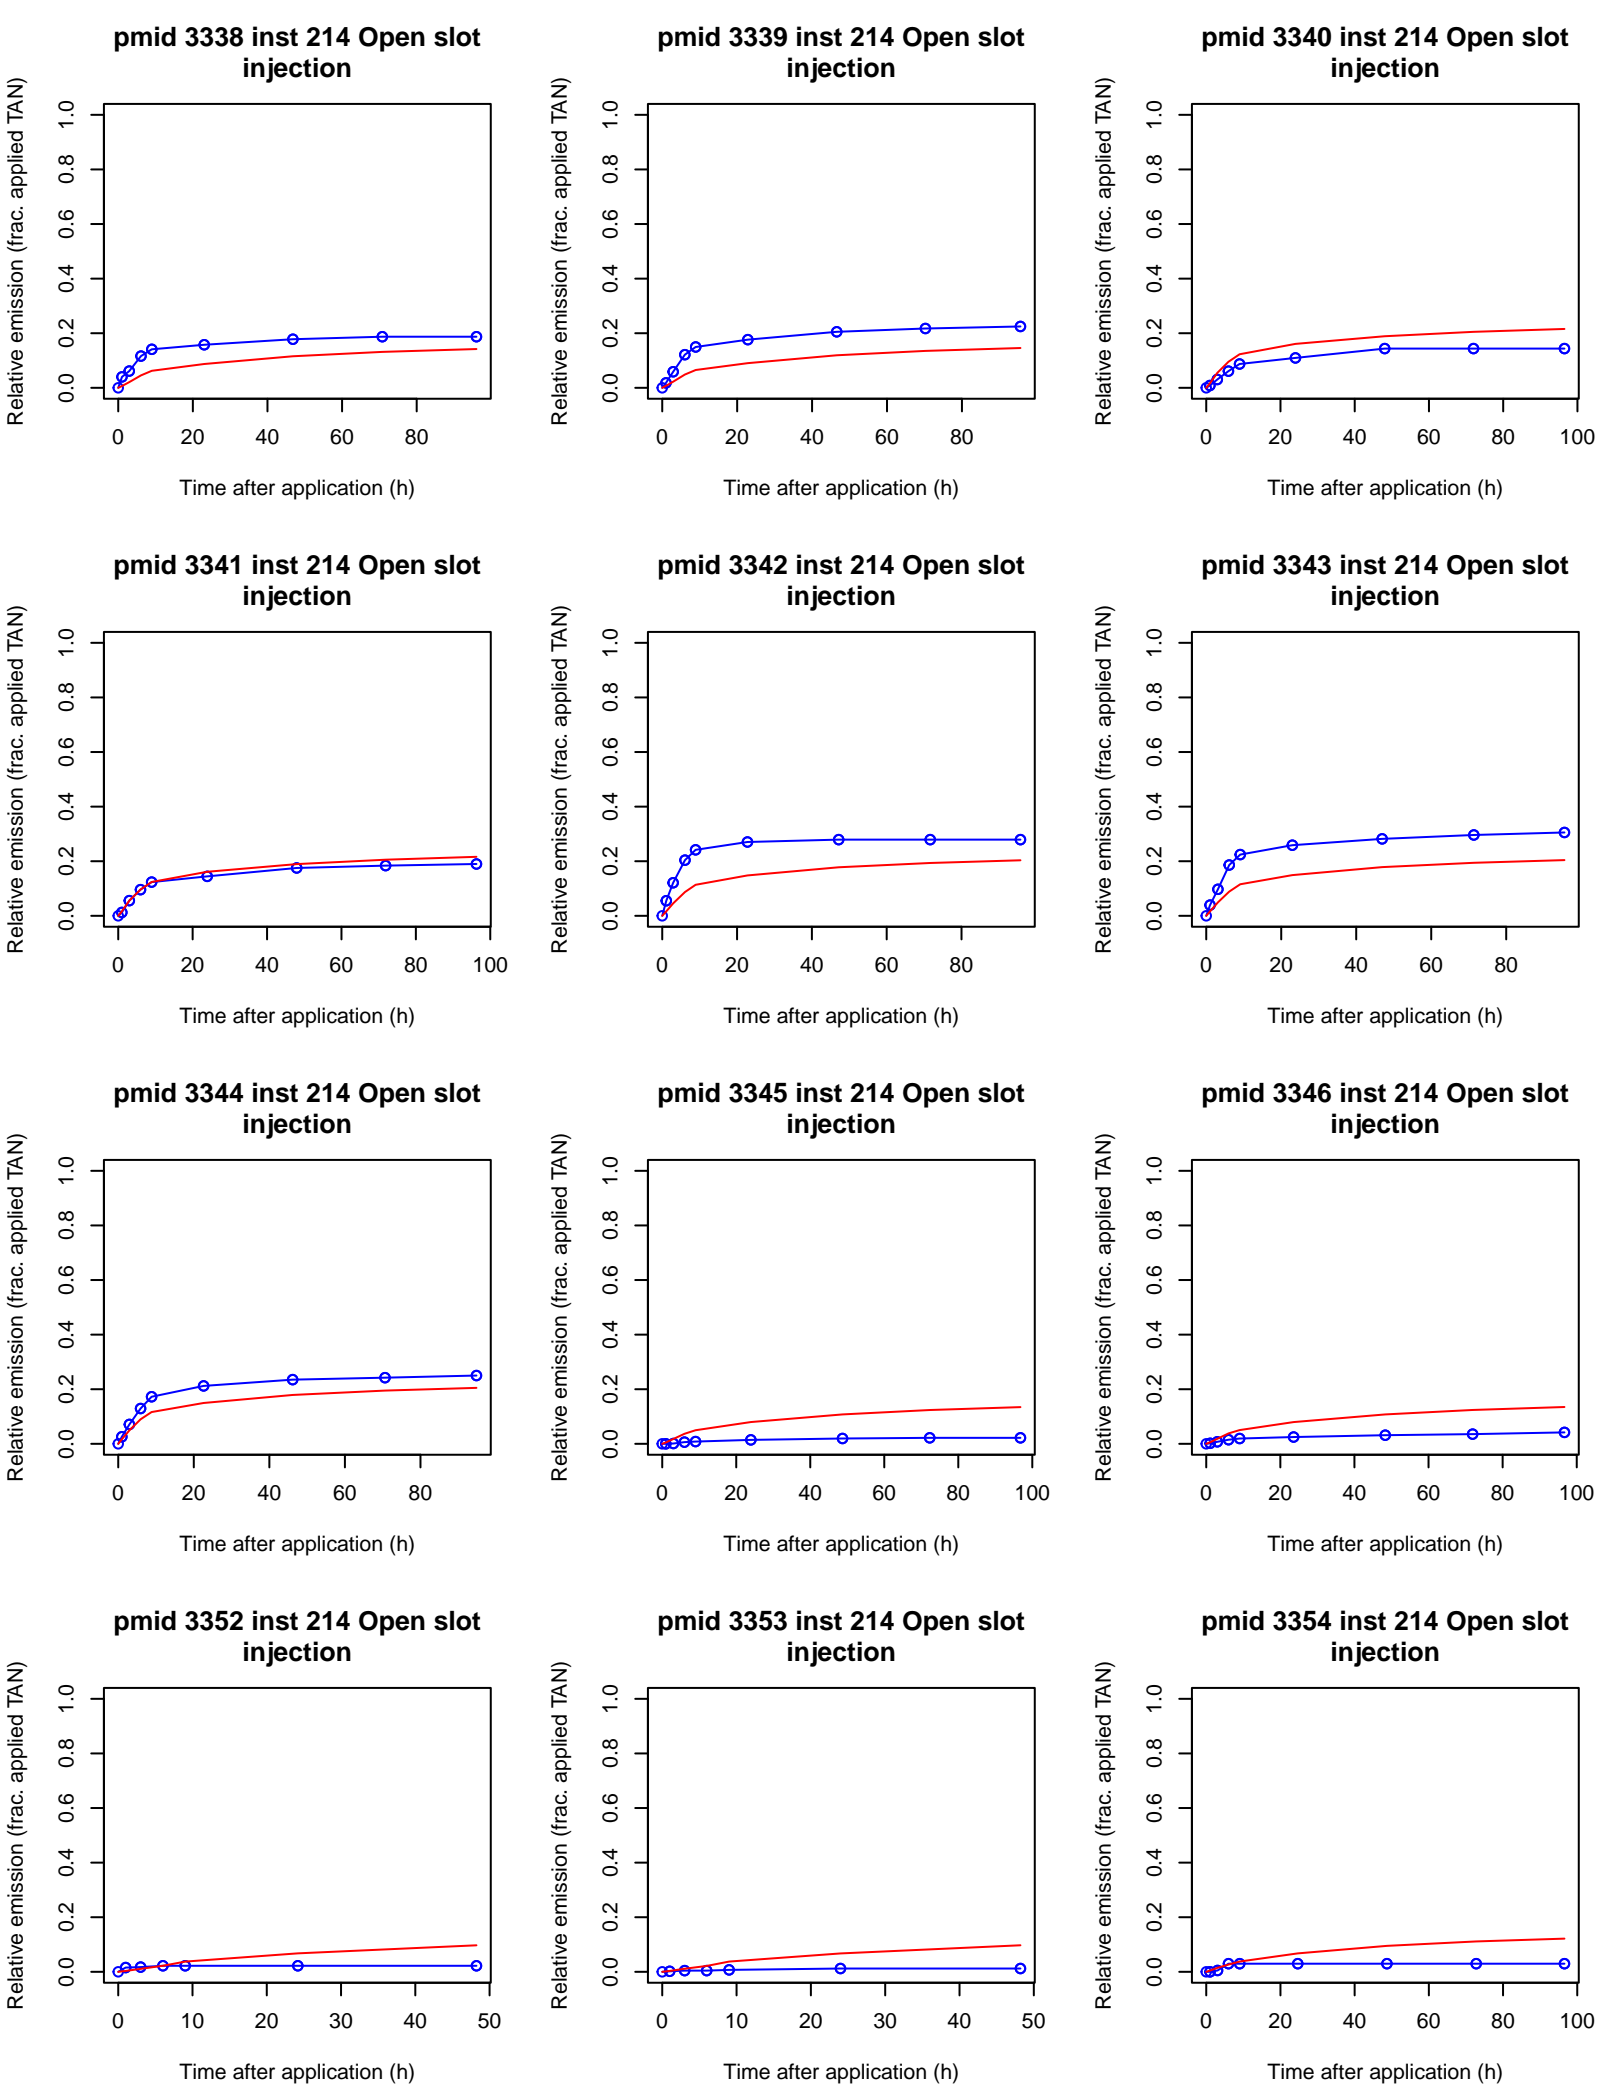 pmid 3338 inst 214 Open slot
injection
Relative emission (frac. applied TAN)
1.0
0.8
0.6
0.4
0.2
0.0
0 20 40 60 80
Time after application (h)
pmid 3339 inst 214 Open slot
injection
Relative emission (frac. applied TAN)
1.0
0.8
0.6
0.4
0.2
0.0
0 20 40 60 80
Time after application (h)
pmid 3340 inst 214 Open slot
injection
Relative emission (frac. applied TAN)
1.0
0.8
0.6
0.4
0.2
0.0
0 20 40 60 80 100
Time after application (h)
pmid 3341 inst 214 Open slot
injection
Relative emission (frac. applied TAN)
1.0
0.8
0.6
0.4
0.2
0.0
0 20 40 60 80 100
Time after application (h)
pmid 3342 inst 214 Open slot
injection
Relative emission (frac. applied TAN)
1.0
0.8
0.6
0.4
0.2
0.0
0 20 40 60 80
Time after application (h)
pmid 3343 inst 214 Open slot
injection
Relative emission (frac. applied TAN)
1.0
0.8
0.6
0.4
0.2
0.0
0 20 40 60 80
Time after application (h)
pmid 3344 inst 214 Open slot
injection
Relative emission (frac. applied TAN)
1.0
0.8
0.6
0.4
0.2
0.0
0 20 40 60 80
Time after application (h)
pmid 3345 inst 214 Open slot
injection
Relative emission (frac. applied TAN)
1.0
0.8
0.6
0.4
0.2
0.0
0 20 40 60 80 100
Time after application (h)
pmid 3346 inst 214 Open slot
injection
Relative emission (frac. applied TAN)
1.0
0.8
0.6
0.4
0.2
0.0
0 20 40 60 80 100
Time after application (h)
pmid 3352 inst 214 Open slot
injection
Relative emission (frac. applied TAN)
1.0
0.8
0.6
0.4
0.2
0.0
0 10 20 30 40 50
Time after application (h)
pmid 3353 inst 214 Open slot
injection
Relative emission (frac. applied TAN)
1.0
0.8
0.6
0.4
0.2
0.0
0 10 20 30 40 50
Time after application (h)
pmid 3354 inst 214 Open slot
injection
Relative emission (frac. applied TAN)
1.0
0.8
0.6
0.4
0.2
0.0
0 20 40 60 80 100
Time after application (h)